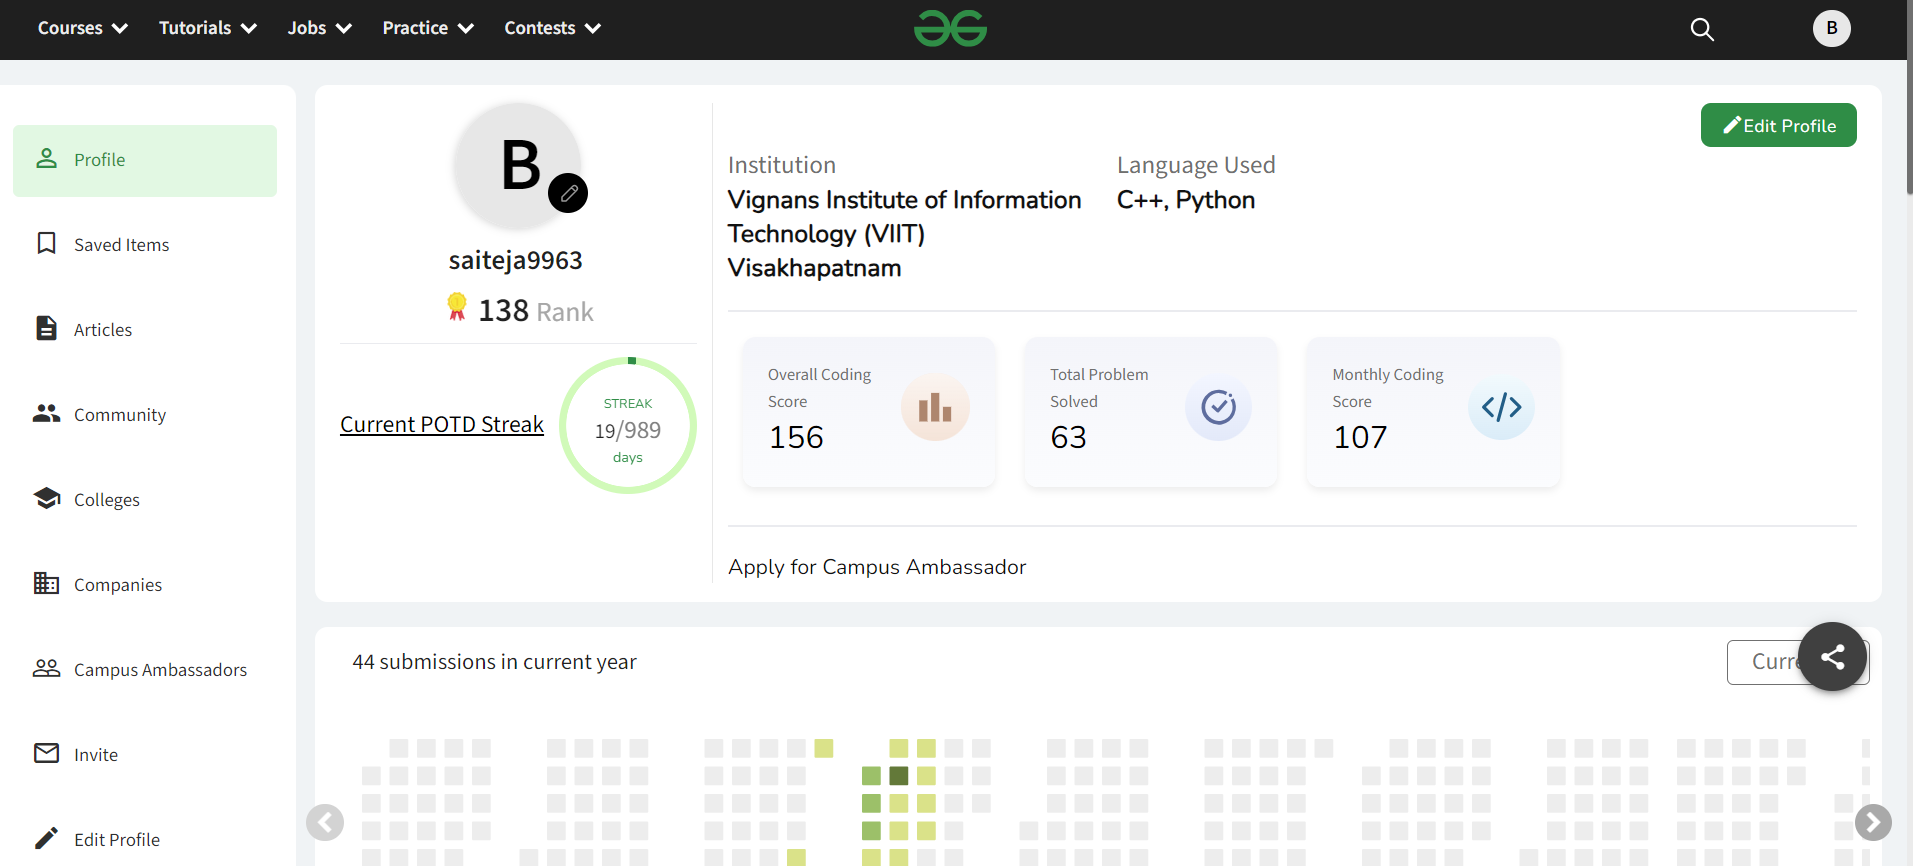 Courses Tutorials Jobs Practice Contests B
Profile
Saved Items
Articles
Community
Colleges
Companies
Campus Ambassadors
Invite
Edit Profile
B
saiteja9963
138 Rank
Current POTD Streak
STREAK
19/989
days
Edit Profile
Institution
Vignans Institute of Information
Technology (VIIT)
Visakhapatnam
Language Used
C++, Python
Overall Coding
Score
156
Total Problem
Solved
63
Monthly Coding
Score
107
Apply for Campus Ambassador
44 submissions in current year